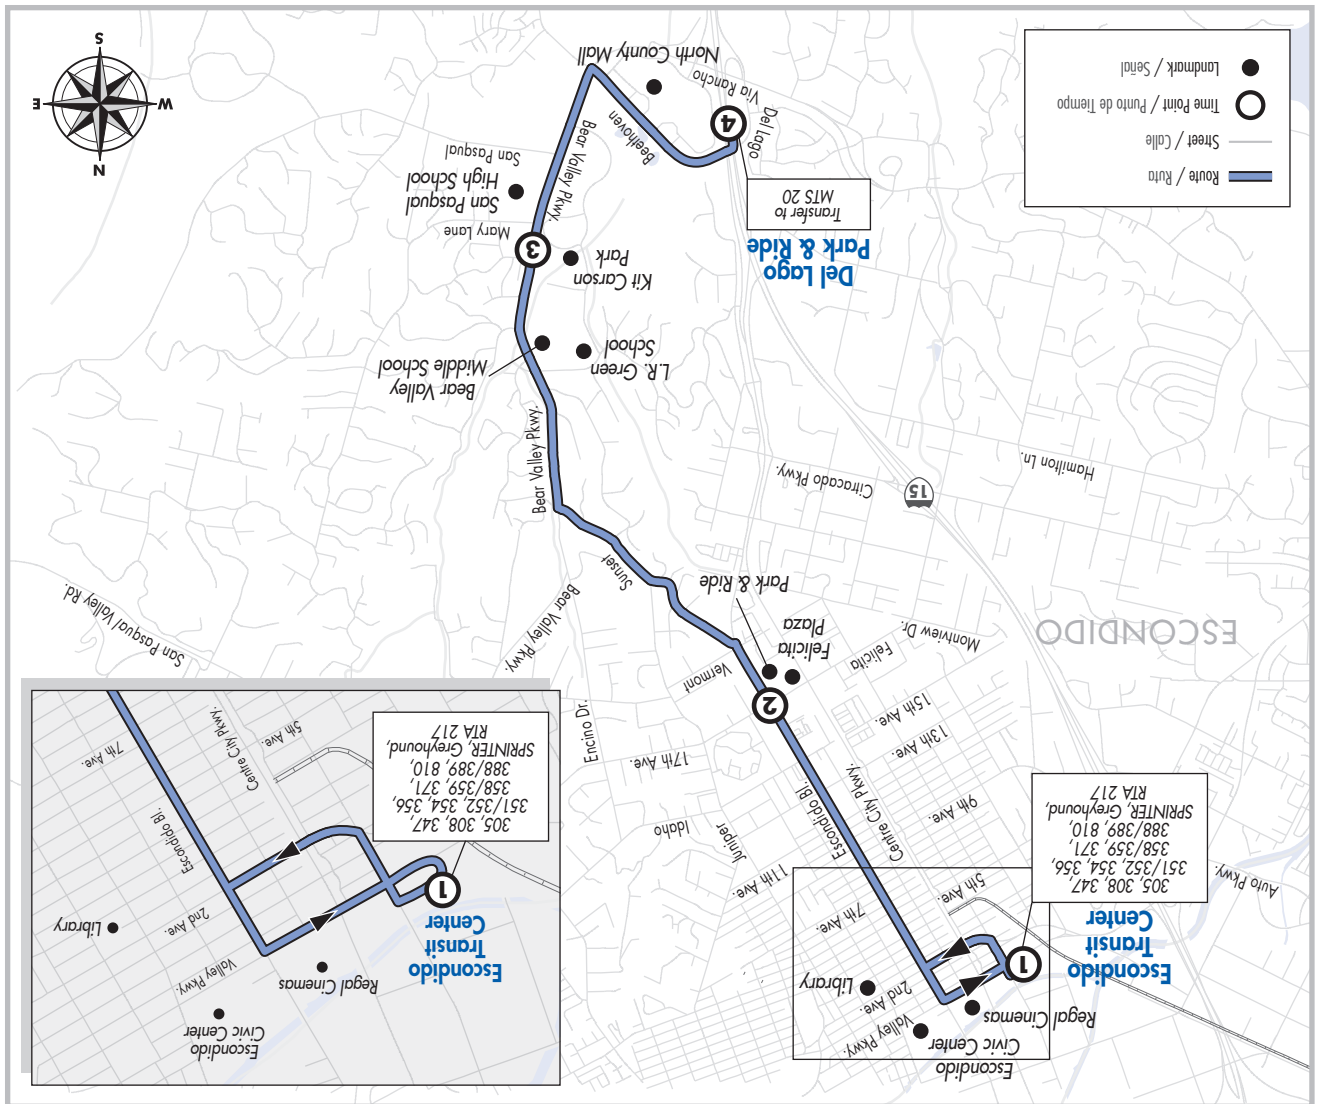 Escondido
Civic Center
Regal Cinemas
Valley Pkwy.
2nd Ave.
Library
1
Escondido
Transit
Center
305, 308, 347,
351/352, 354, 356,
358/359, 371,
388/389, 810,
SPRINTER, Greyhound,
RTA 217
Auto Pkwy.
5th Ave.
7th Ave.
9th Ave.
11th Ave.
Centre City Pkwy.
Escondido Bl.
Juniper
Idaho
13th Ave.
15th Ave.
17th Ave.
Encino Dr.
2
Vermont
Felicita
Plaza
Felicita
Montview Dr.
ESCONDIDO
Park & Ride
Sunset
Bear Valley
Pkwy.
San Pasqual Valley Rd.
Escondido
Civic Center
Regal Cinemas
Valley Pkwy.
2nd Ave.
Library
Escondido
Transit
Center
1
305, 308, 347,
351/352, 354, 356,
358/359, 371,
388/389, 810,
SPRINTER, Greyhound,
RTA 217
Escondido Bl.
Centre City Pkwy.
5th Ave.
7th Ave.
15
Hamilton Ln.
Citracado Pkwy.
Bear Valley Pkwy.
Bear Valley
Middle School
L.R. Green
School
Kit Carson
Park
3
Mary Lane
San Pasqual
High School
San Pasqual
Bear Valley Pkwy.
Del Lago
Park & Ride
Transfer to
MTS 20
4
Del Lago
Via Rancho
Beethoven
North County Mall
Route / Ruta
Street / Calle
Time Point / Punto de Tiempo
Landmark / Señal
N
W
E
S